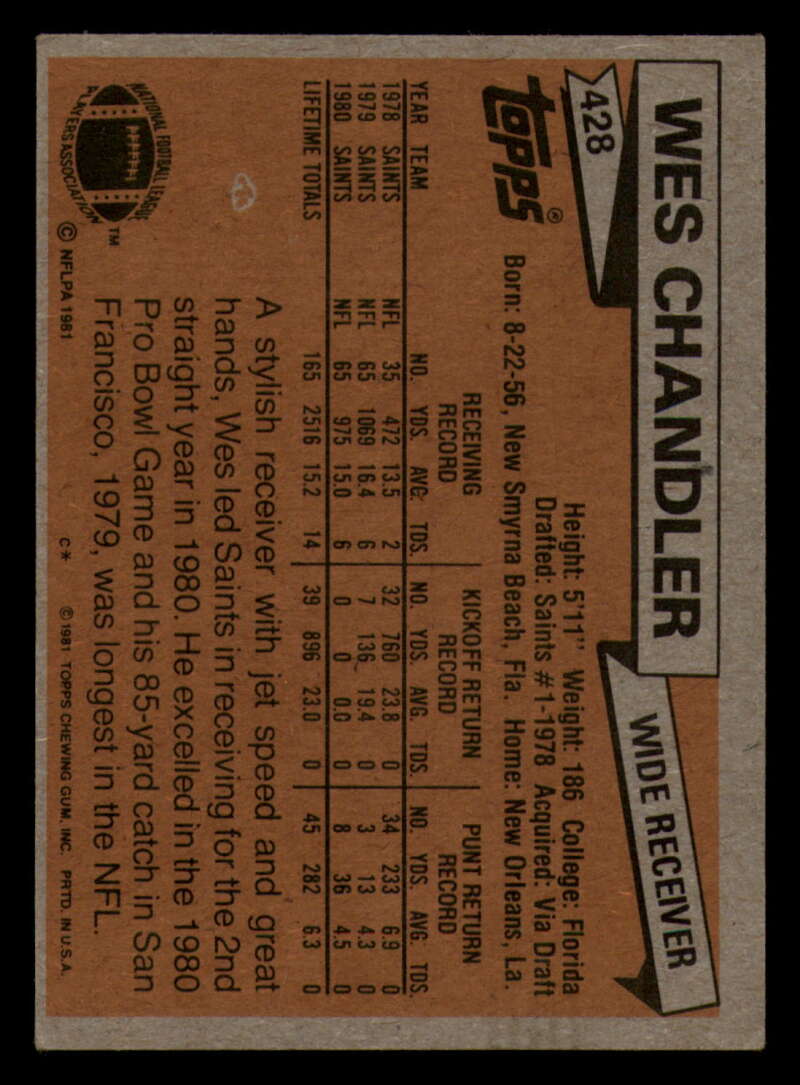 WES CHANDLER
WIDE RECEIVER
428
topps®
Height: 5'11" Weight: 186 College: Florida
Drafted: Saints #1-1978 Acquired: Via Draft
Born: 8-22-56, New Smyrna Beach, Fla. Home: New Orleans, La.
RECEIVING RECORD KICKOFF RETURN RECORD PUNT RETURN RECORD
YEAR TEAM NO. YDS. AVG. TDS. NO. YDS. AVG. TDS. NO. YDS. AVG. TDS.
1978 SAINTS NFL 35 472 13.5 2 32 760 23.8 0 34 233 6.9 0
1979 SAINTS NFL 65 1069 16.4 6 7 136 19.4 0 3 13 4.3 0
1980 SAINTS NFL 65 975 15.0 6 0 0 0.0 0 8 36 4.5 0
LIFETIME TOTALS 165 2516 15.2 14 39 896 23.0 0 45 282 6.3 0
A stylish receiver with jet speed and great
hands, Wes led Saints in receiving for the 2nd
straight year in 1980. He excelled in the 1980
Pro Bowl Game and his 85-yard catch in San
Francisco, 1979, was longest in the NFL.
NATIONAL FOOTBALL LEAGUE
PLAYERS ASSOCIATION
™
© NFLPA 1981
C* ©1981 TOPPS CHEWING GUM, INC. PRTD. IN U.S.A.